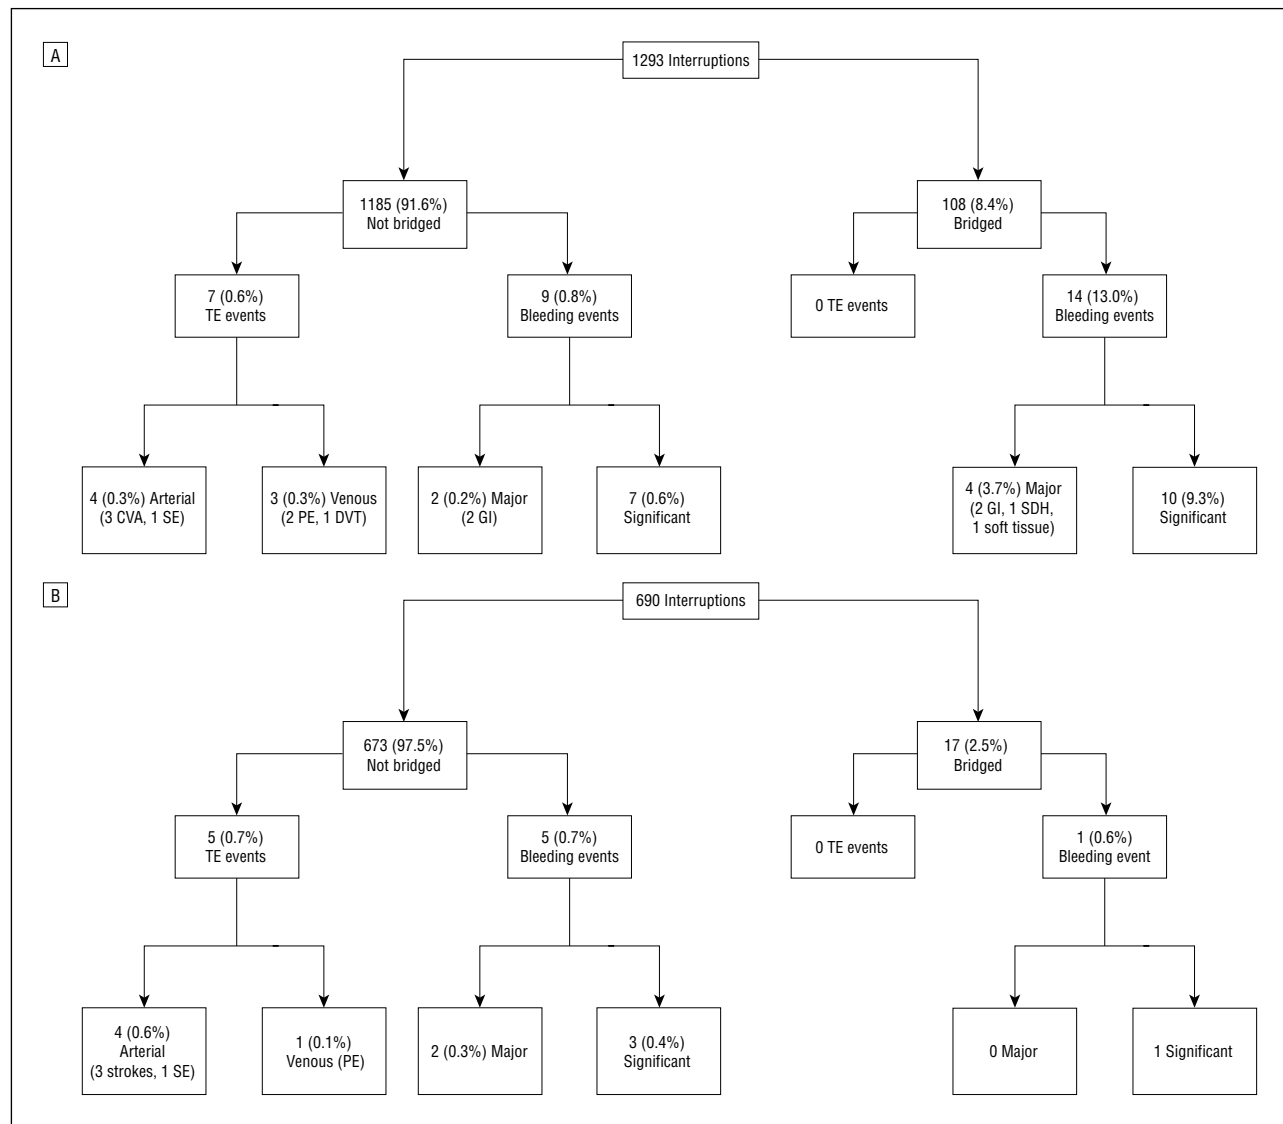 A
1293 Interruptions
1185 (91.6%)
Not bridged
108 (8.4%)
Bridged
7 (0.6%)
TE events
9 (0.8%)
Bleeding events
0 TE events
14 (13.0%)
Bleeding events
4 (0.3%) Arterial
(3 CVA, 1 SE)
3 (0.3%) Venous
(2 PE, 1 DVT)
2 (0.2%) Major
(2 GI)
7 (0.6%)
Significant
4 (3.7%) Major
(2 GI, 1 SDH,
1 soft tissue)
10 (9.3%)
Significant
B
690 Interruptions
673 (97.5%)
Not bridged
17 (2.5%)
Bridged
5 (0.7%)
TE events
5 (0.7%)
Bleeding events
0 TE events
1 (0.6%)
Bleeding event
4 (0.6%)
Arterial
(3 strokes, 1 SE)
1 (0.1%)
Venous (PE)
2 (0.3%) Major
3 (0.4%)
Significant
0 Major
1 Significant